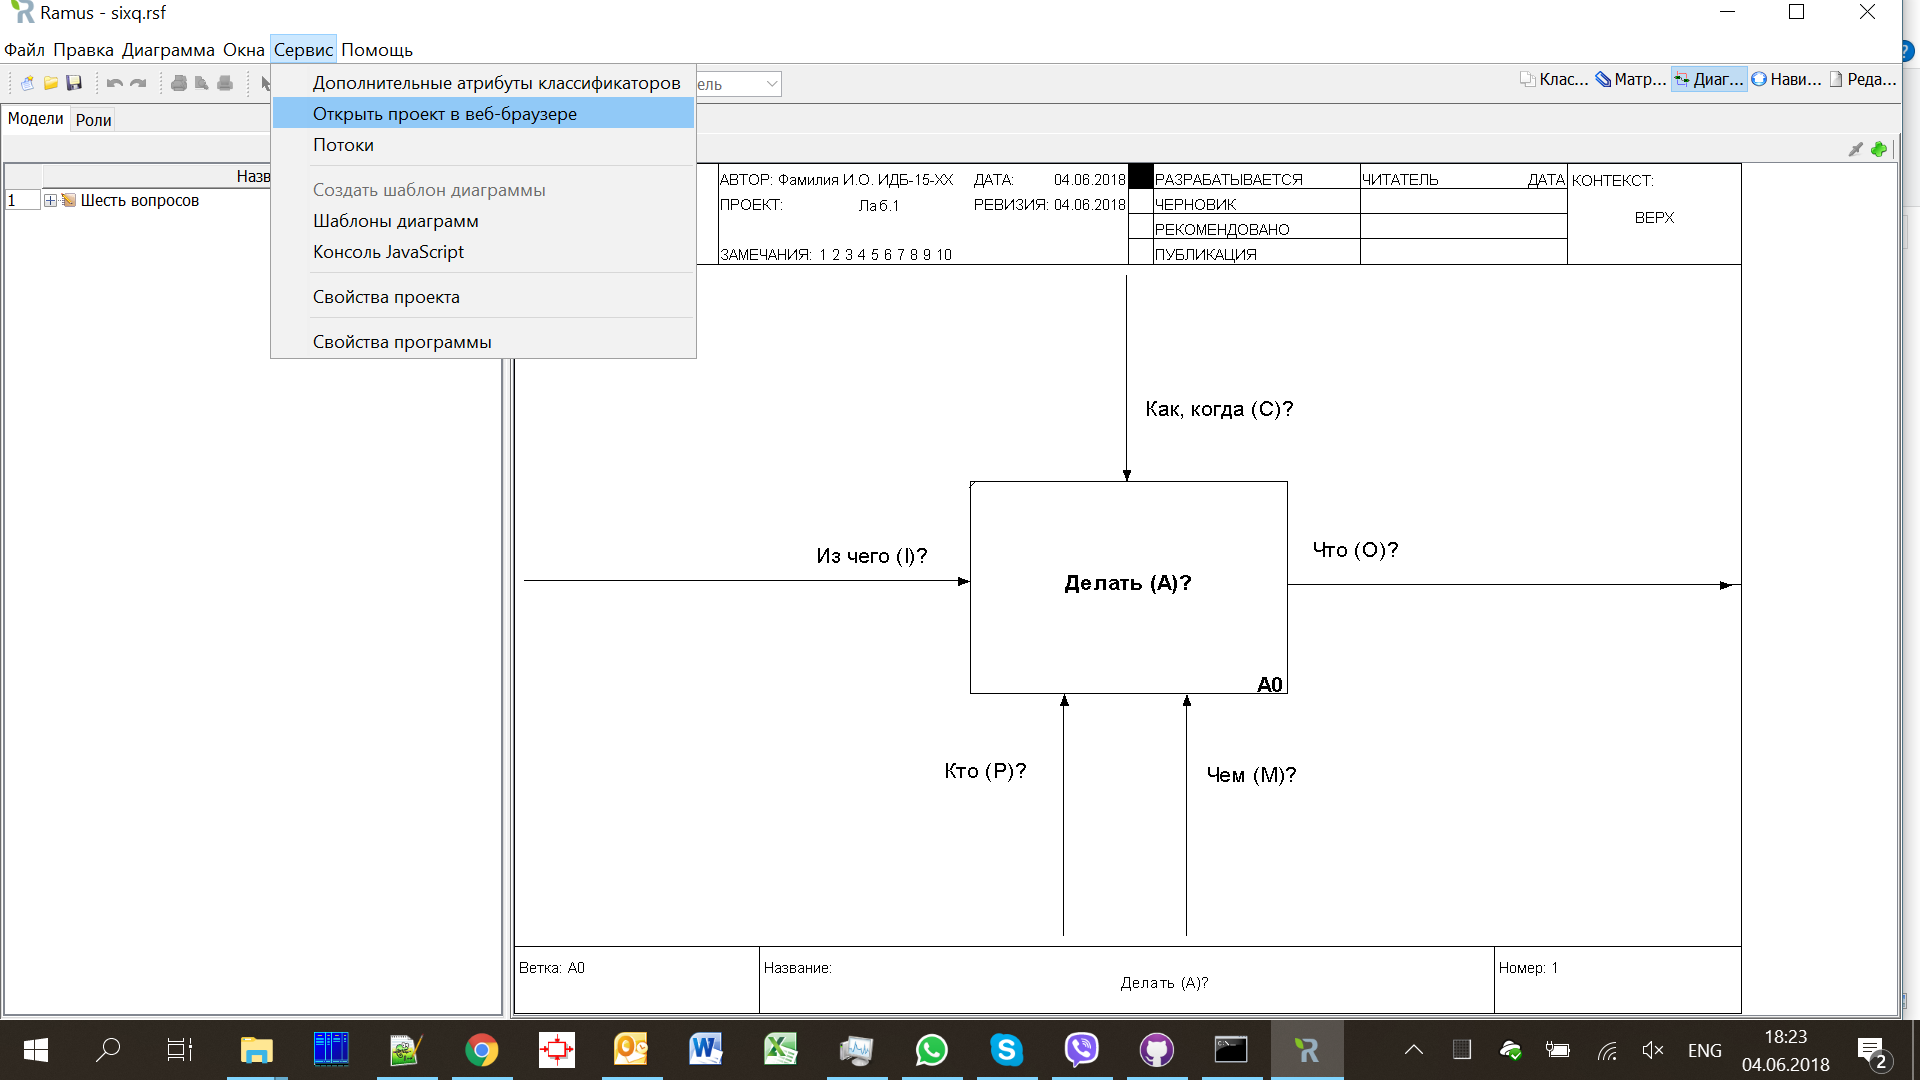 Ramus - sixq.rsf
Файл Правка Диаграмма Окна Сервис Помощь
Дополнительные атрибуты классификаторов
Открыть проект в веб-браузере
Потоки
Создать шаблон диаграммы
Шаблоны диаграмм
Консоль JavaScript
Свойства проекта
Свойства программы
ель
Клас... Матр... Диаг... Нави... Реда...
Модели Роли
Назв
1 Шесть вопросов
АВТОР: Фамилия И.О. ИДБ-15-XX ДАТА: 04.06.2018 РАЗРАБАТЫВАЕТСЯ ЧИТАТЕЛЬ ДАТА КОНТЕКСТ:
ПРОЕКТ: Лаб.1 РЕВИЗИЯ: 04.06.2018 ЧЕРНОВИК
ВЕРХ
РЕКОМЕНДОВАНО
ЗАМЕЧАНИЯ: 1 2 3 4 5 6 7 8 9 10 ПУБЛИКАЦИЯ
Как, когда (C)?
Из чего (I)?
Что (O)?
Делать (A)?
A0
Кто (P)?
Чем (M)?
Ветка: A0 Название: Делать (A)? Номер: 1
ENG 18:23
04.06.2018
2